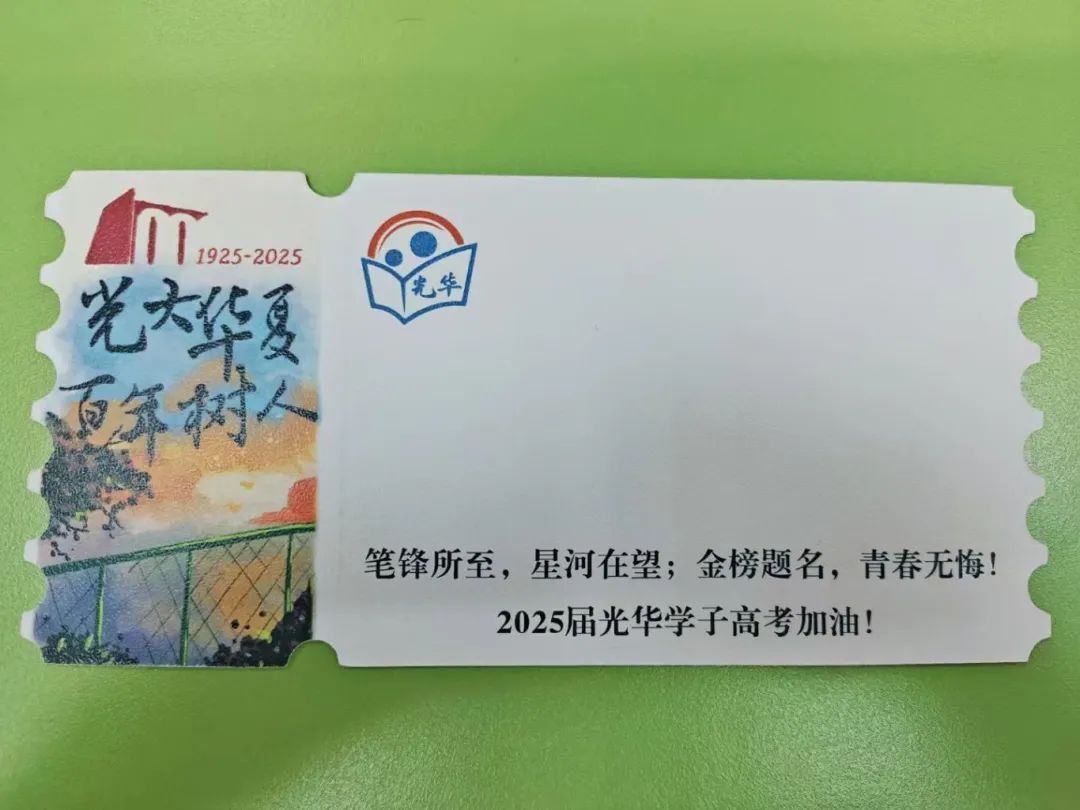 1925-2025
光大华夏
百年树人
光华
笔锋所至，星河在望；金榜题名，青春无悔！
2025届光华学子高考加油！